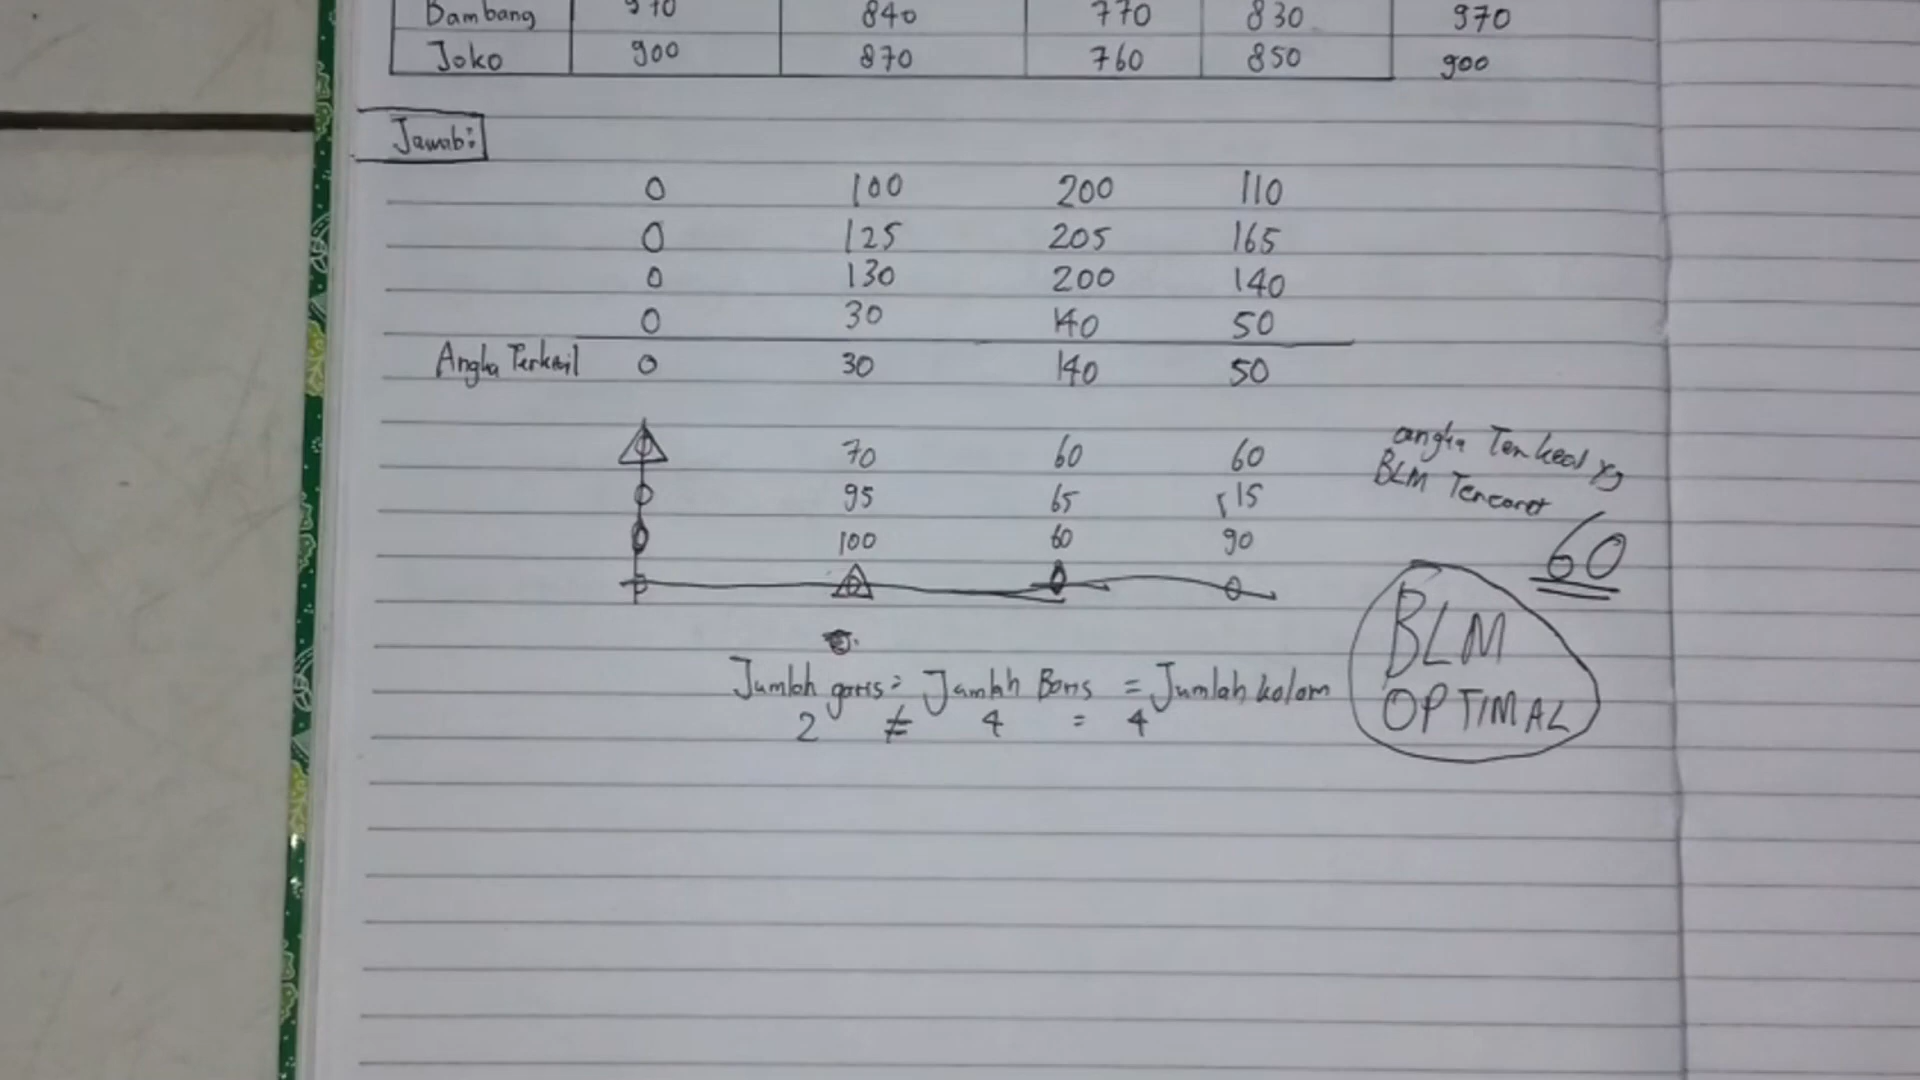 Bambang 970 840 770 830 970
Joko 900 870 760 850 900
Jawab:
0 100 200 110
0 125 205 165
0 130 200 140
0 30 140 50
Angka Terkecil 0 30 140 50
0 70 60 60
0 95 65 115
0 100 60 90
0 0 0 0
angka Terkecil yg
BLM Tercoret
60
BLM
OPTIMAL
Jumlah garis = Jumlah Baris = Jumlah kolom
2 ≠ 4 = 4